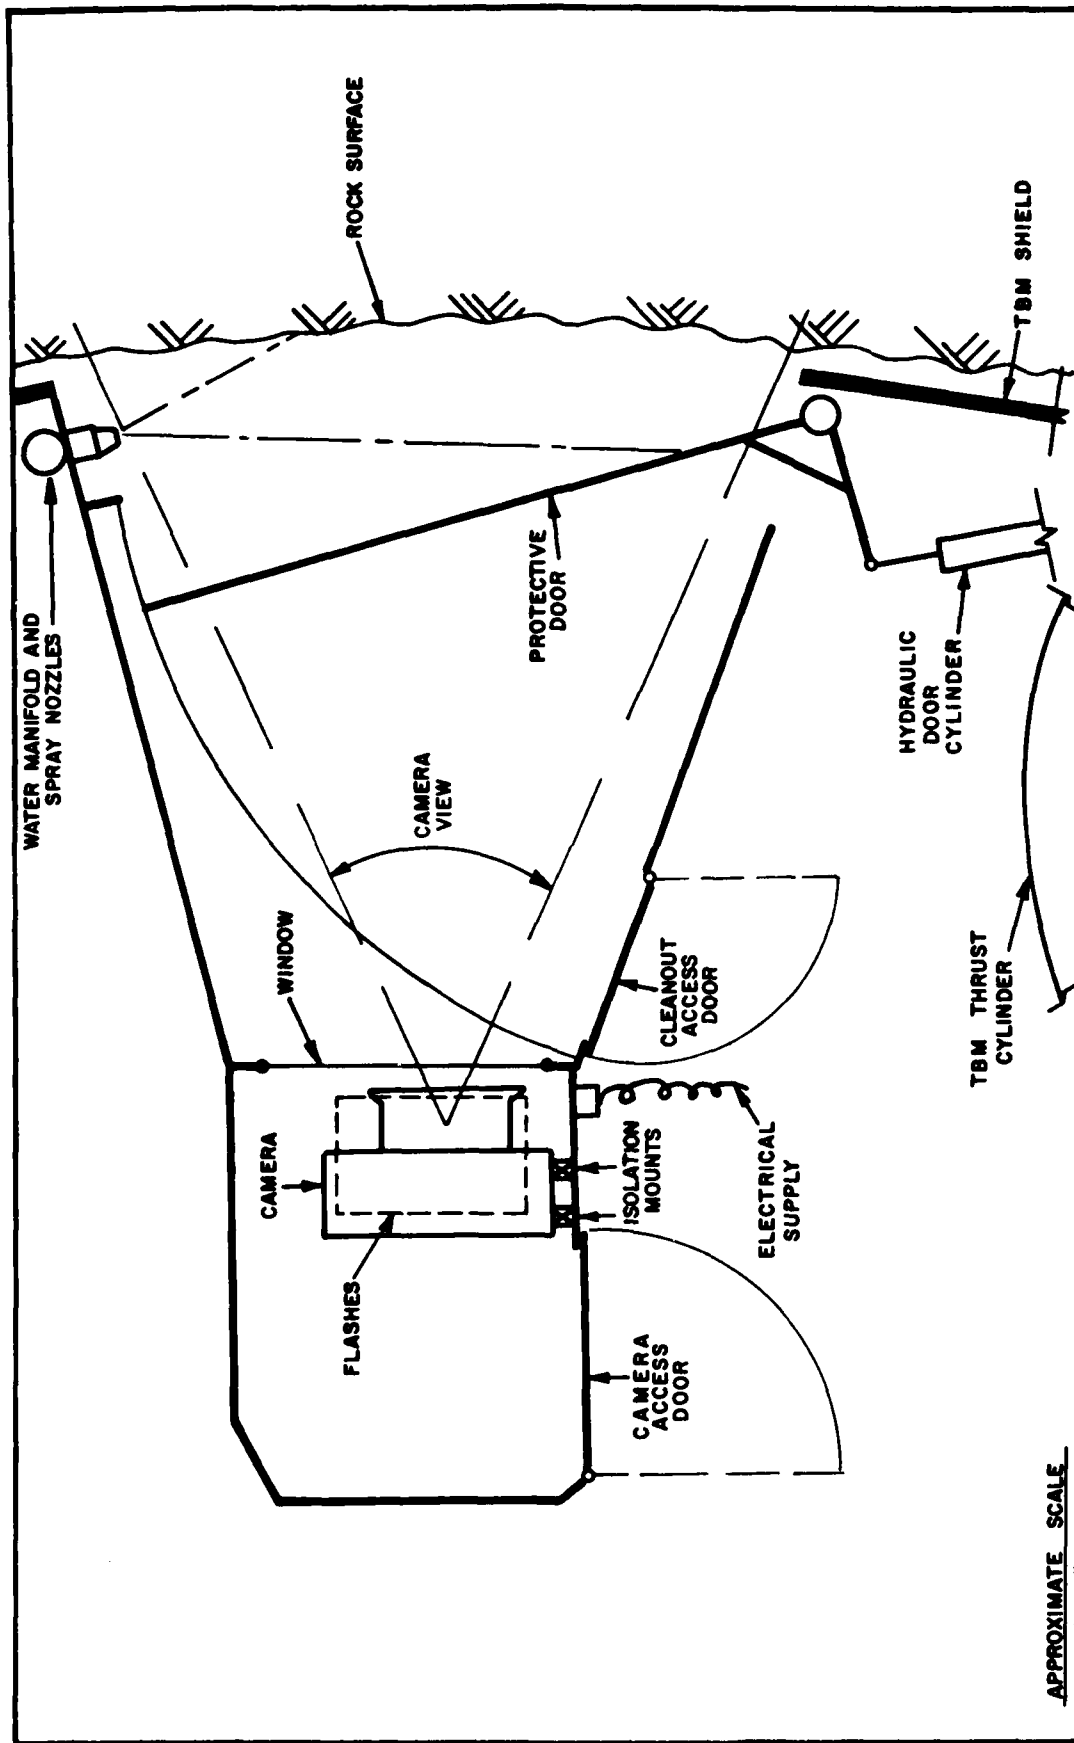 WATER MANIFOLD AND
SPRAY NOZZLES
ROCK SURFACE
PROTECTIVE
DOOR
TBM SHIELD
CAMERA
VIEW
HYDRAULIC
DOOR
CYLINDER
WINDOW
CLEANOUT
ACCESS
DOOR
TBM THRUST
CYLINDER
CAMERA
ISOLATION
MOUNTS
ELECTRICAL
SUPPLY
FLASHES
CAMERA
ACCESS
DOOR
APPROXIMATE SCALE